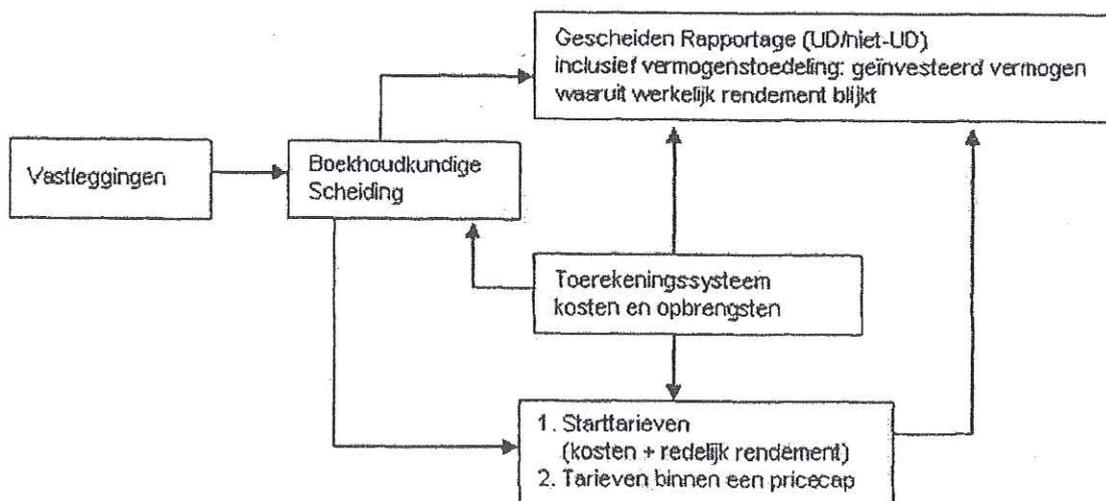 Gescheiden Rapportage (UD/niet-UD)
inclusief vermogenstoedeling: geïnvesteerd vermogen
waaruit werkelijk rendement blijkt
Vastleggingen
Boekhoudkundige
Scheiding
Toerekeningssysteem
kosten en opbrengsten
1. Starttarieven
(kosten + redelijk rendement)
2. Tarieven binnen een pricecap